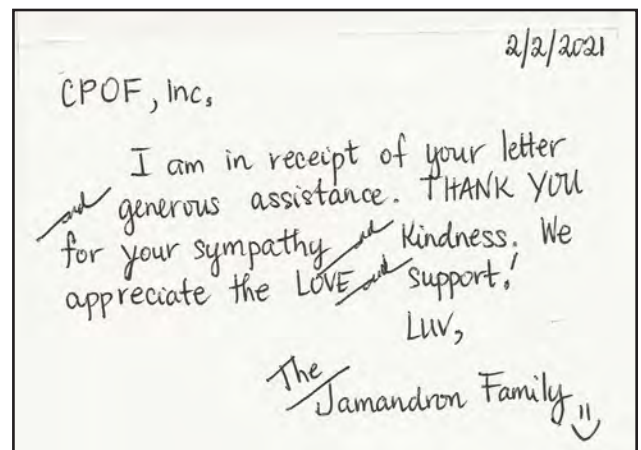 2/2/2021
CPOF, Inc,
I am in receipt of your letter
and generous assistance. THANK YOU
for your sympathy and Kindness. We
appreciate the LOVE and support!
Luv,
The
Jamandron Family